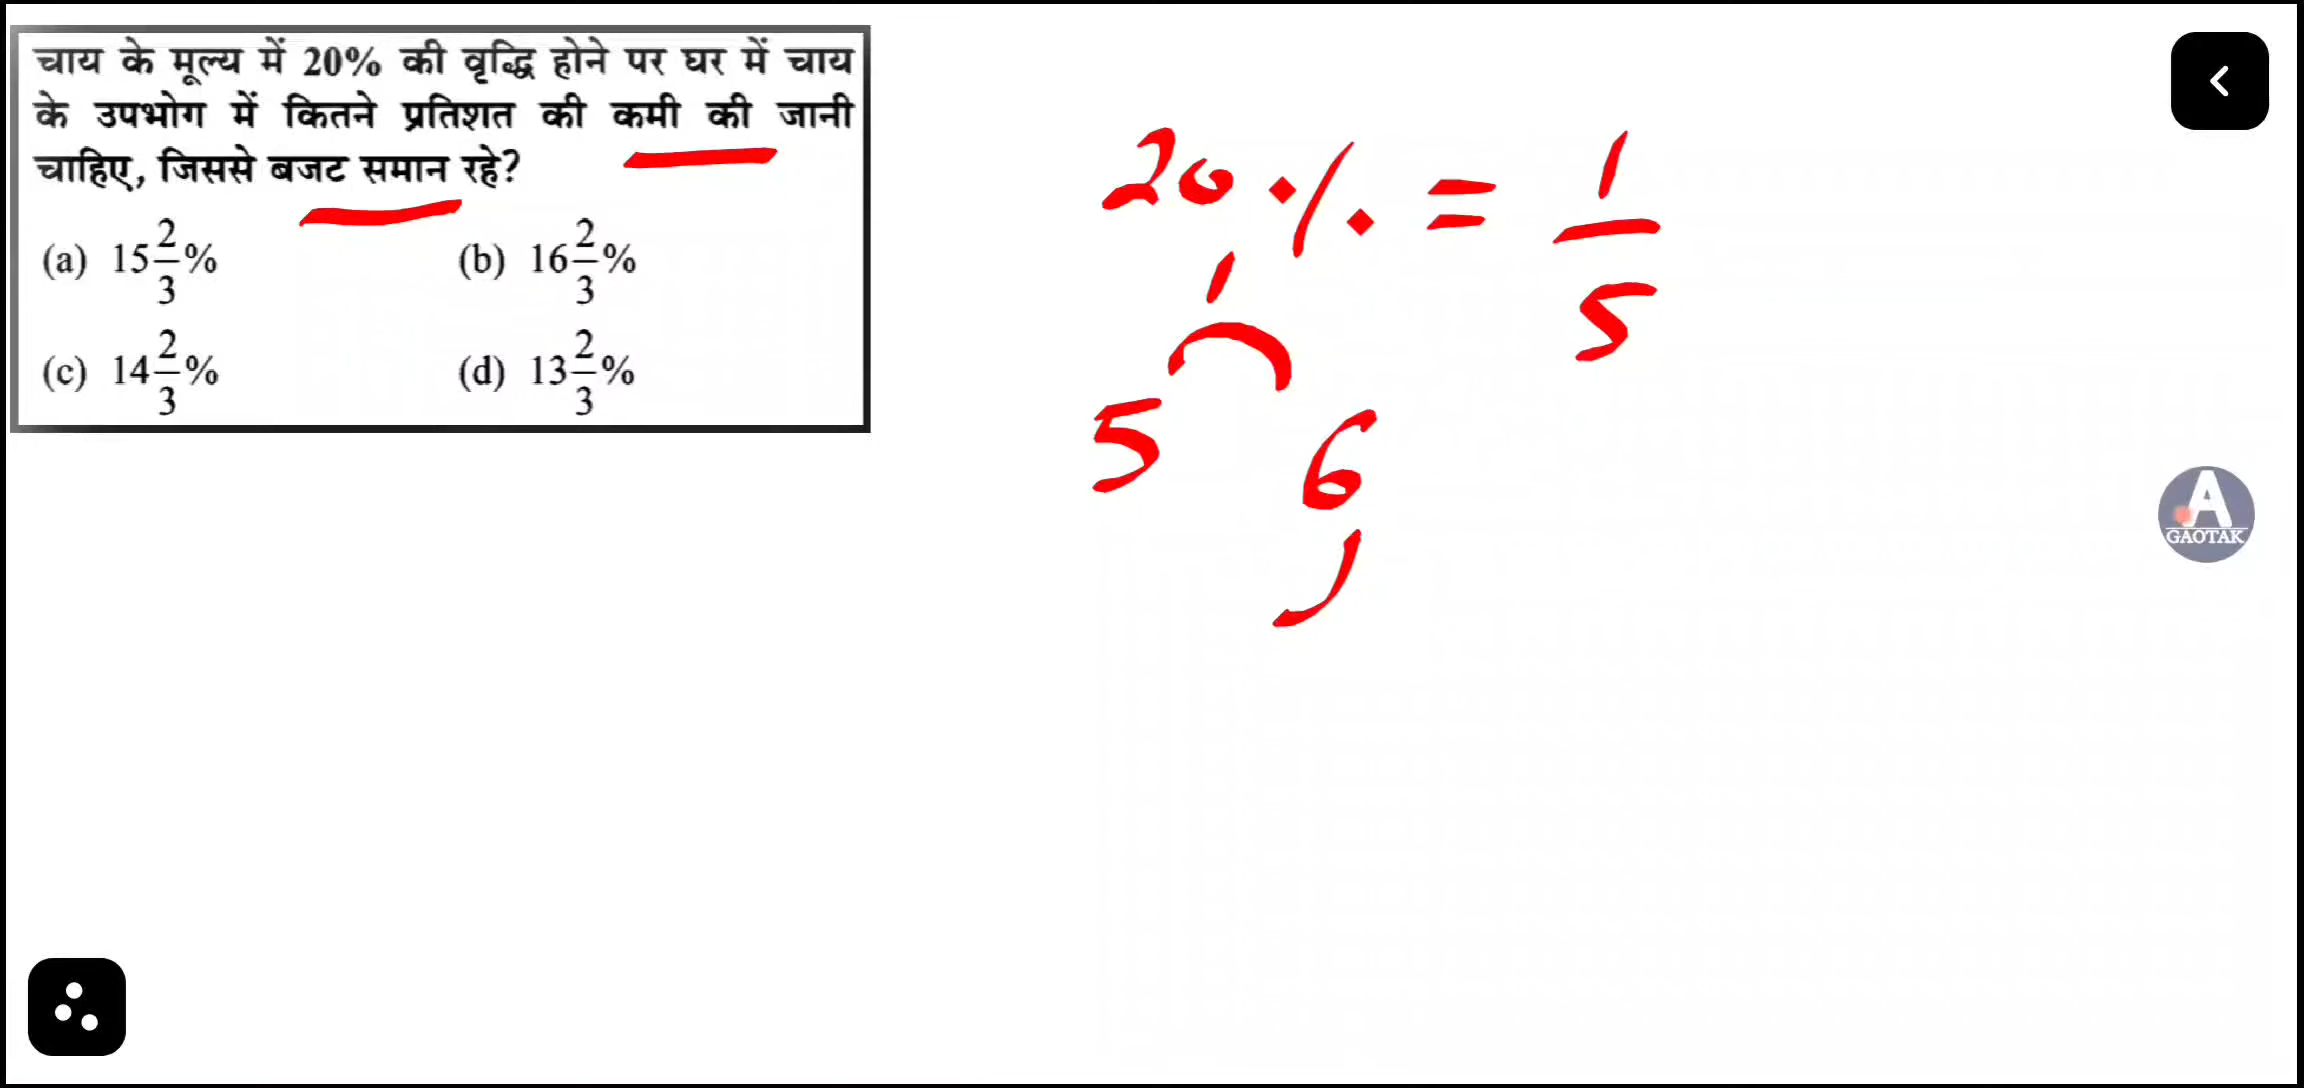 चाय के मूल्य में 20% की वृद्धि होने पर घर में चाय
के उपभोग में कितने प्रतिशत की कमी की जानी
चाहिए, जिससे बजट समान रहे?
(a) 15 2/3 % (b) 16 2/3 %
(c) 14 2/3 % (d) 13 2/3 %
20% = 1/5
1
5 6
A
GAOTAK